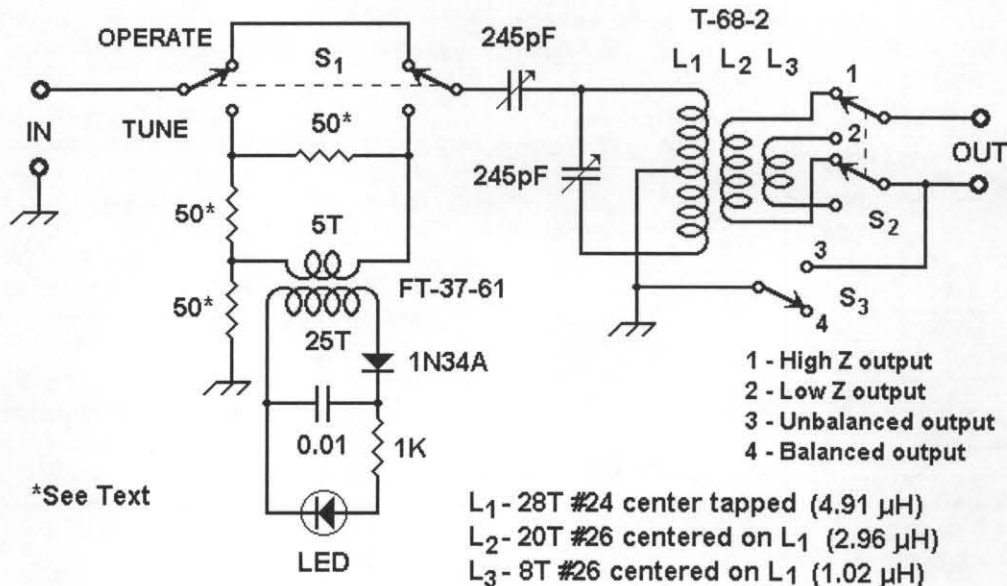 T-68-2
OPERATE
245pF
S1
L1 L2 L3
1
IN
TUNE
50*
2
OUT
245pF
50*
S2
5T
3
FT-37-61
50*
S3
25T
4
1N34A
1 - High Z output
2 - Low Z output
0.01
1K
3 - Unbalanced output
4 - Balanced output
*See Text
L1 - 28T #24 center tapped (4.91 µH)
L2 - 20T #26 centered on L1 (2.96 µH)
LED
L3 - 8T #26 centered on L1 (1.02 µH)